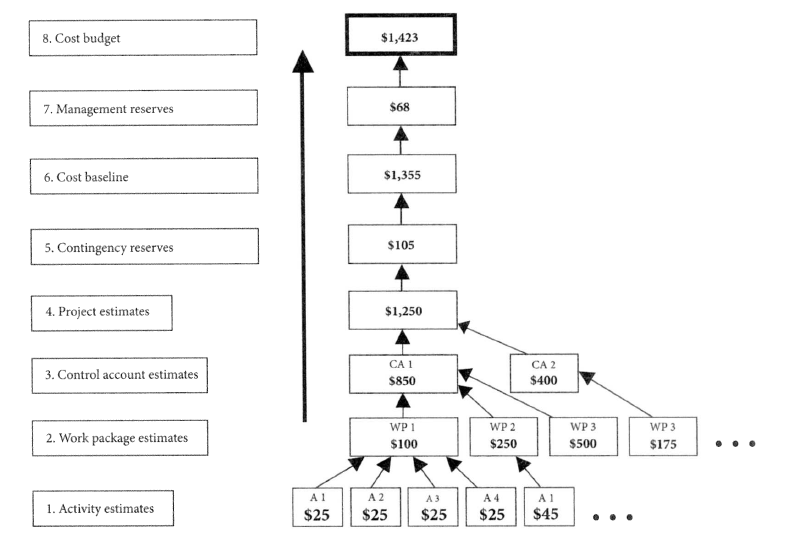 8. Cost budget
$1,423
7. Management reserves
$68
6. Cost baseline
$1,355
5. Contingency reserves
$105
4. Project estimates
$1,250
3. Control account estimates
CA 1
$850
CA 2
$400
2. Work package estimates
WP 1
$100
WP 2
$250
WP 3
$500
WP 3
$175
1. Activity estimates
A 1
$25
A 2
$25
A 3
$25
A 4
$25
A 1
$45